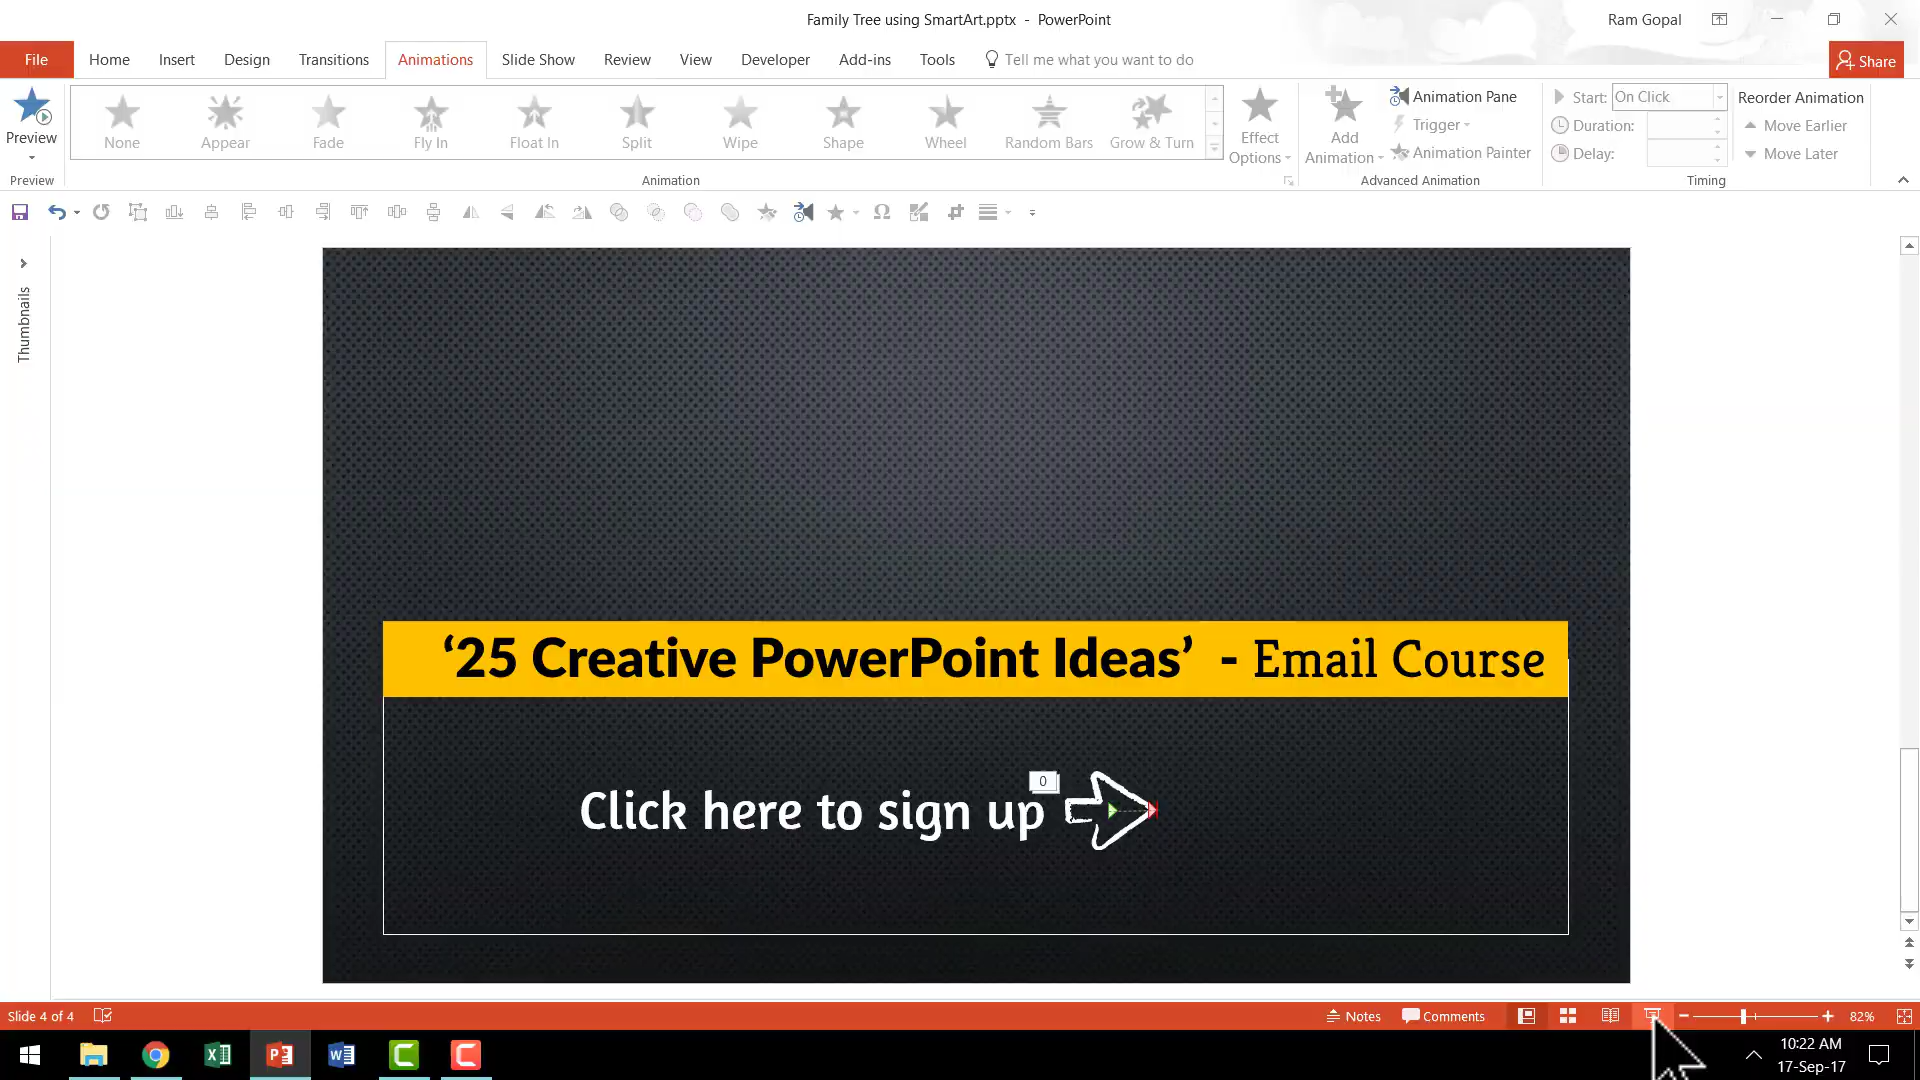 Family Tree using SmartArt.pptx - PowerPoint
Ram Gopal
File Home Insert Design Transitions Animations Slide Show Review View Developer Add-ins Tools Tell me what you want to do Share
Preview
None Appear Fade Fly In Float In Split Wipe Shape Wheel Random Bars Grow & Turn
Effect Options
Add Animation
Animation Pane
Trigger
Animation Painter
Start: On Click
Duration:
Delay:
Reorder Animation
Move Earlier
Move Later
Preview Animation Advanced Animation Timing
Thumbnails
‘25 Creative PowerPoint Ideas’ - Email Course
0
Click here to sign up
Slide 4 of 4 Notes Comments 82%
10:22 AM
17-Sep-17